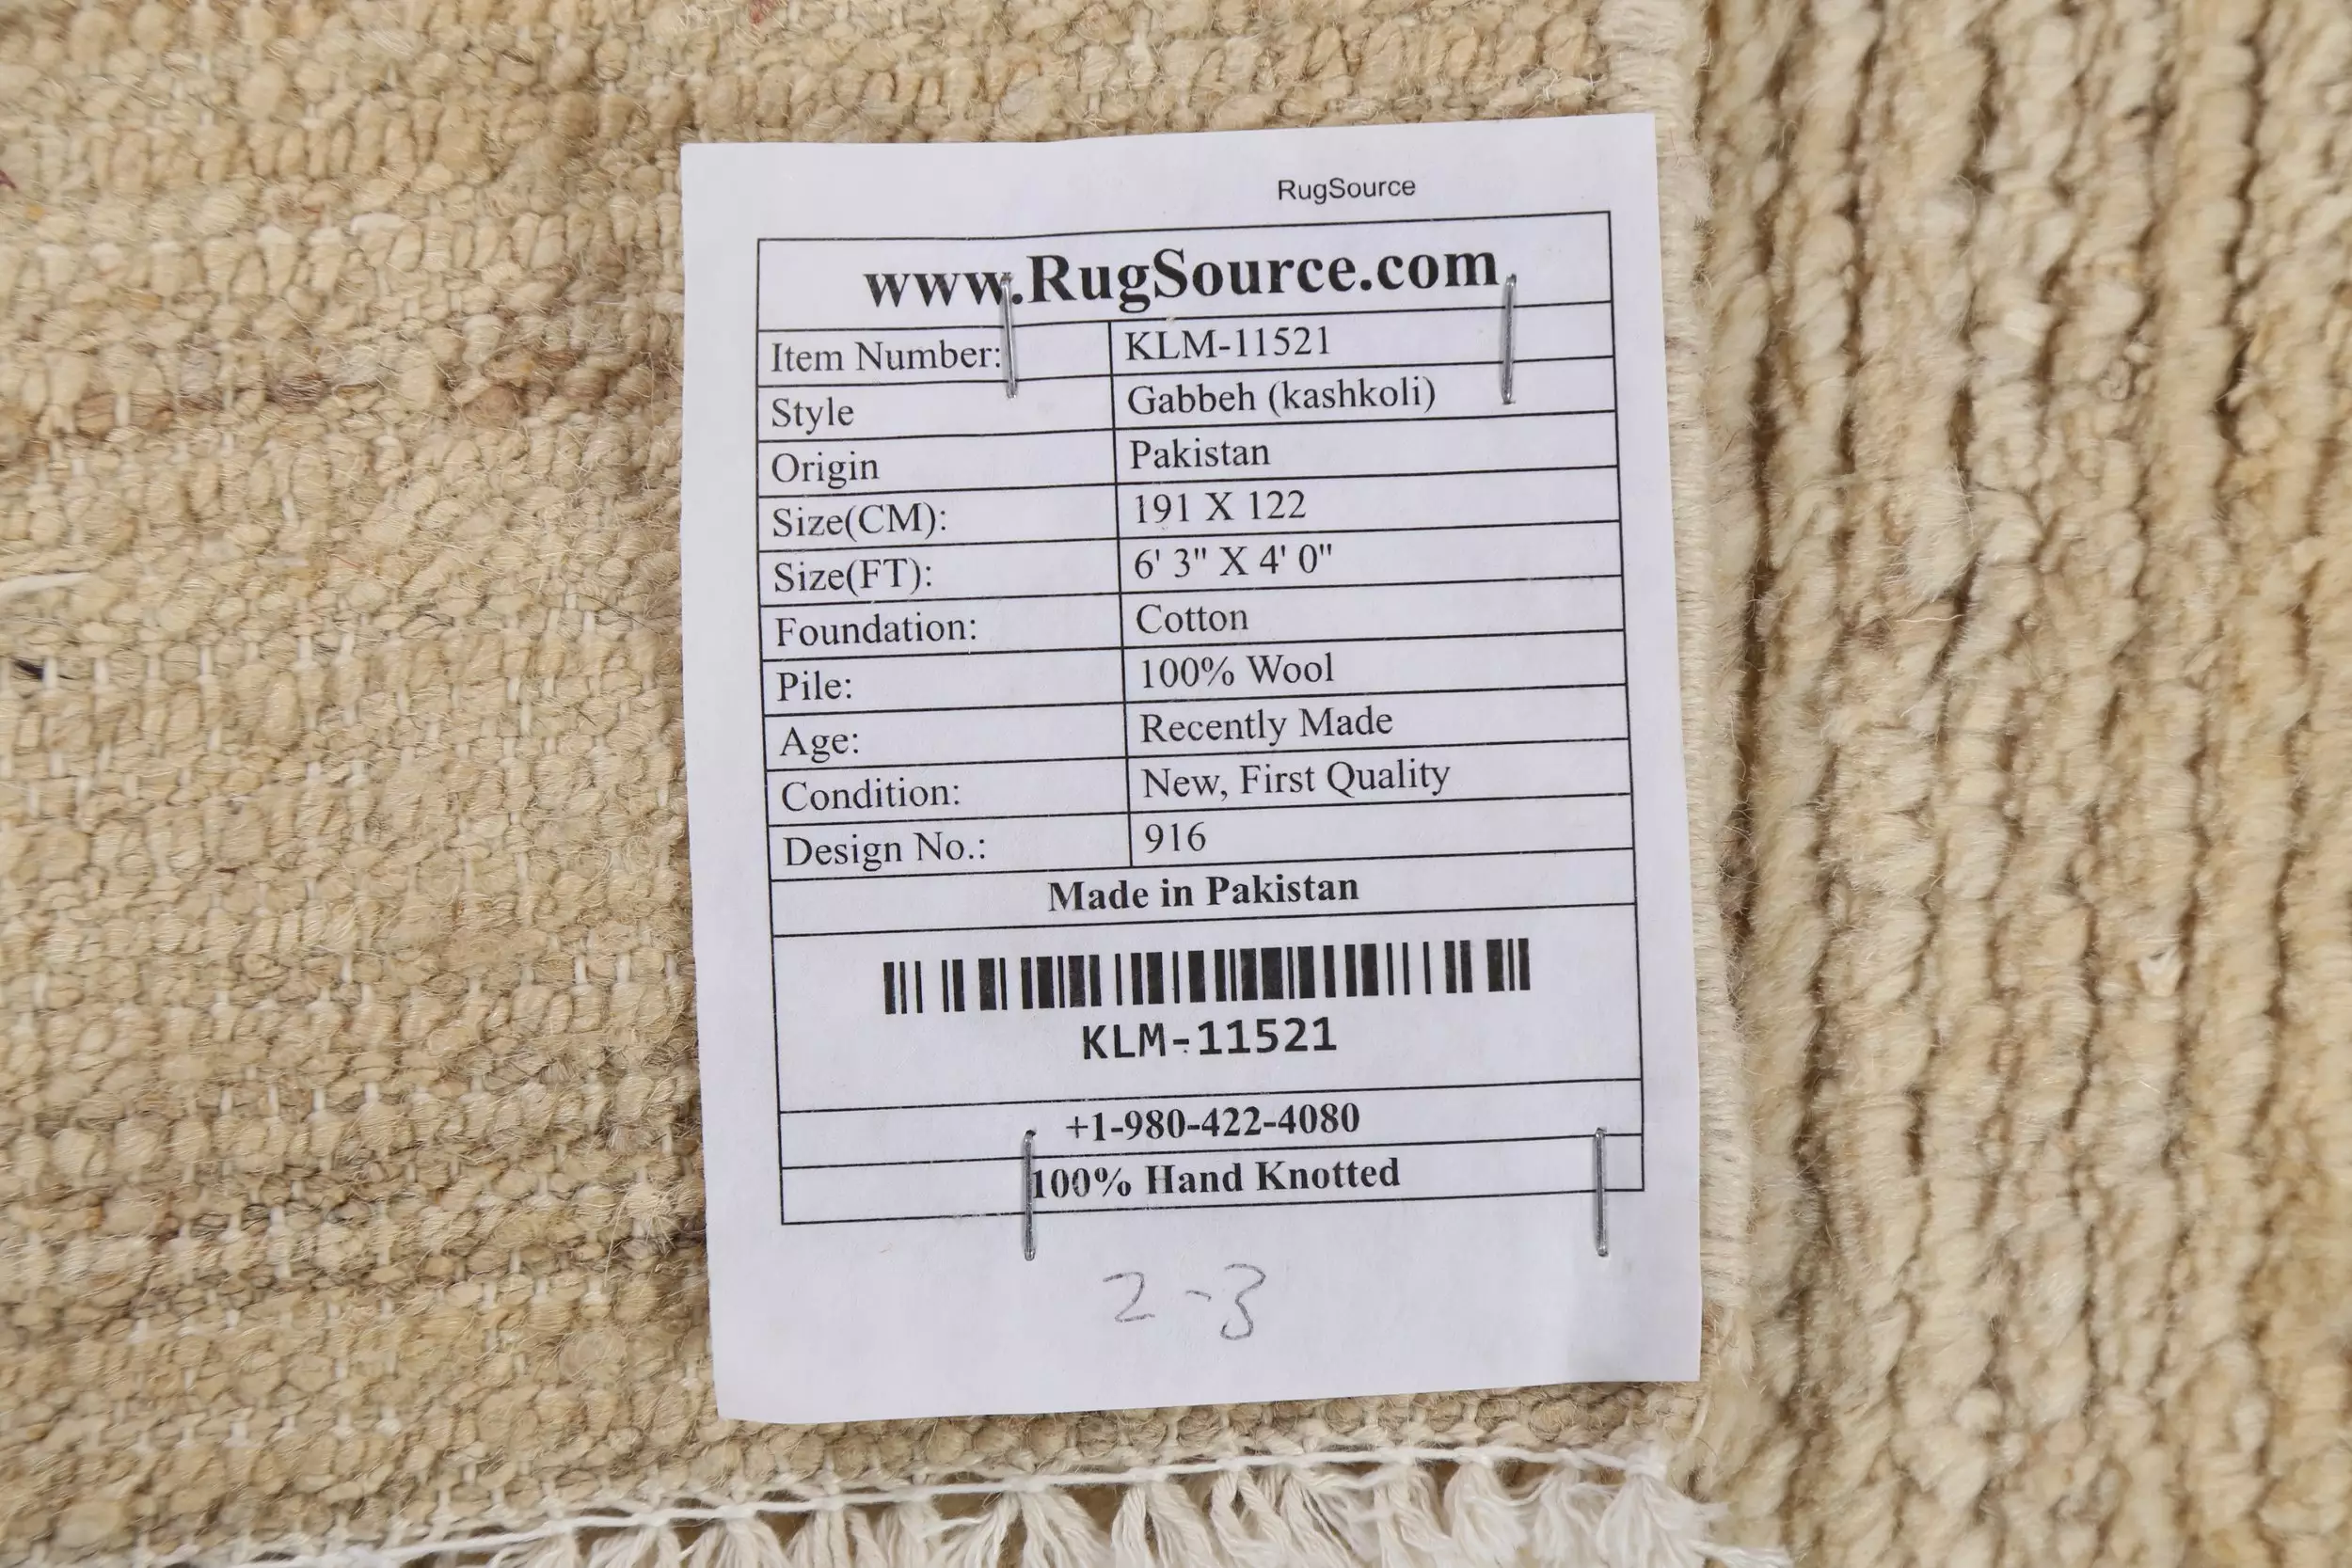 RugSource
www.RugSource.com
Item Number: KLM-11521
Style Gabbeh (kashkoli)
Origin Pakistan
Size(CM): 191 X 122
Size(FT): 6' 3" X 4' 0"
Foundation: Cotton
Pile: 100% Wool
Age: Recently Made
Condition: New, First Quality
Design No.: 916
Made in Pakistan
KLM-11521
+1-980-422-4080
100% Hand Knotted
2-3